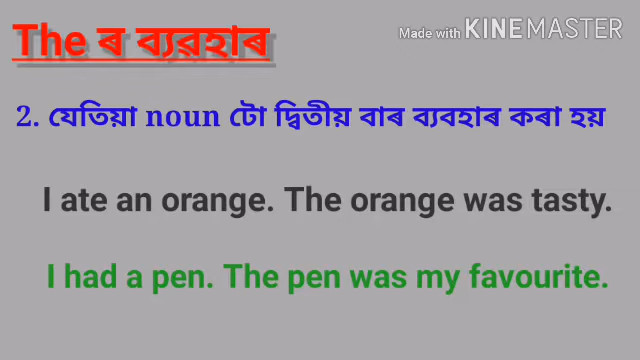 The ৰ ব্যৱহাৰ
Made with KINEMASTER
2. যেতিয়া noun টো দ্বিতীয় বাৰ ব্যবহাৰ কৰা হয়
I ate an orange. The orange was tasty.
I had a pen. The pen was my favourite.